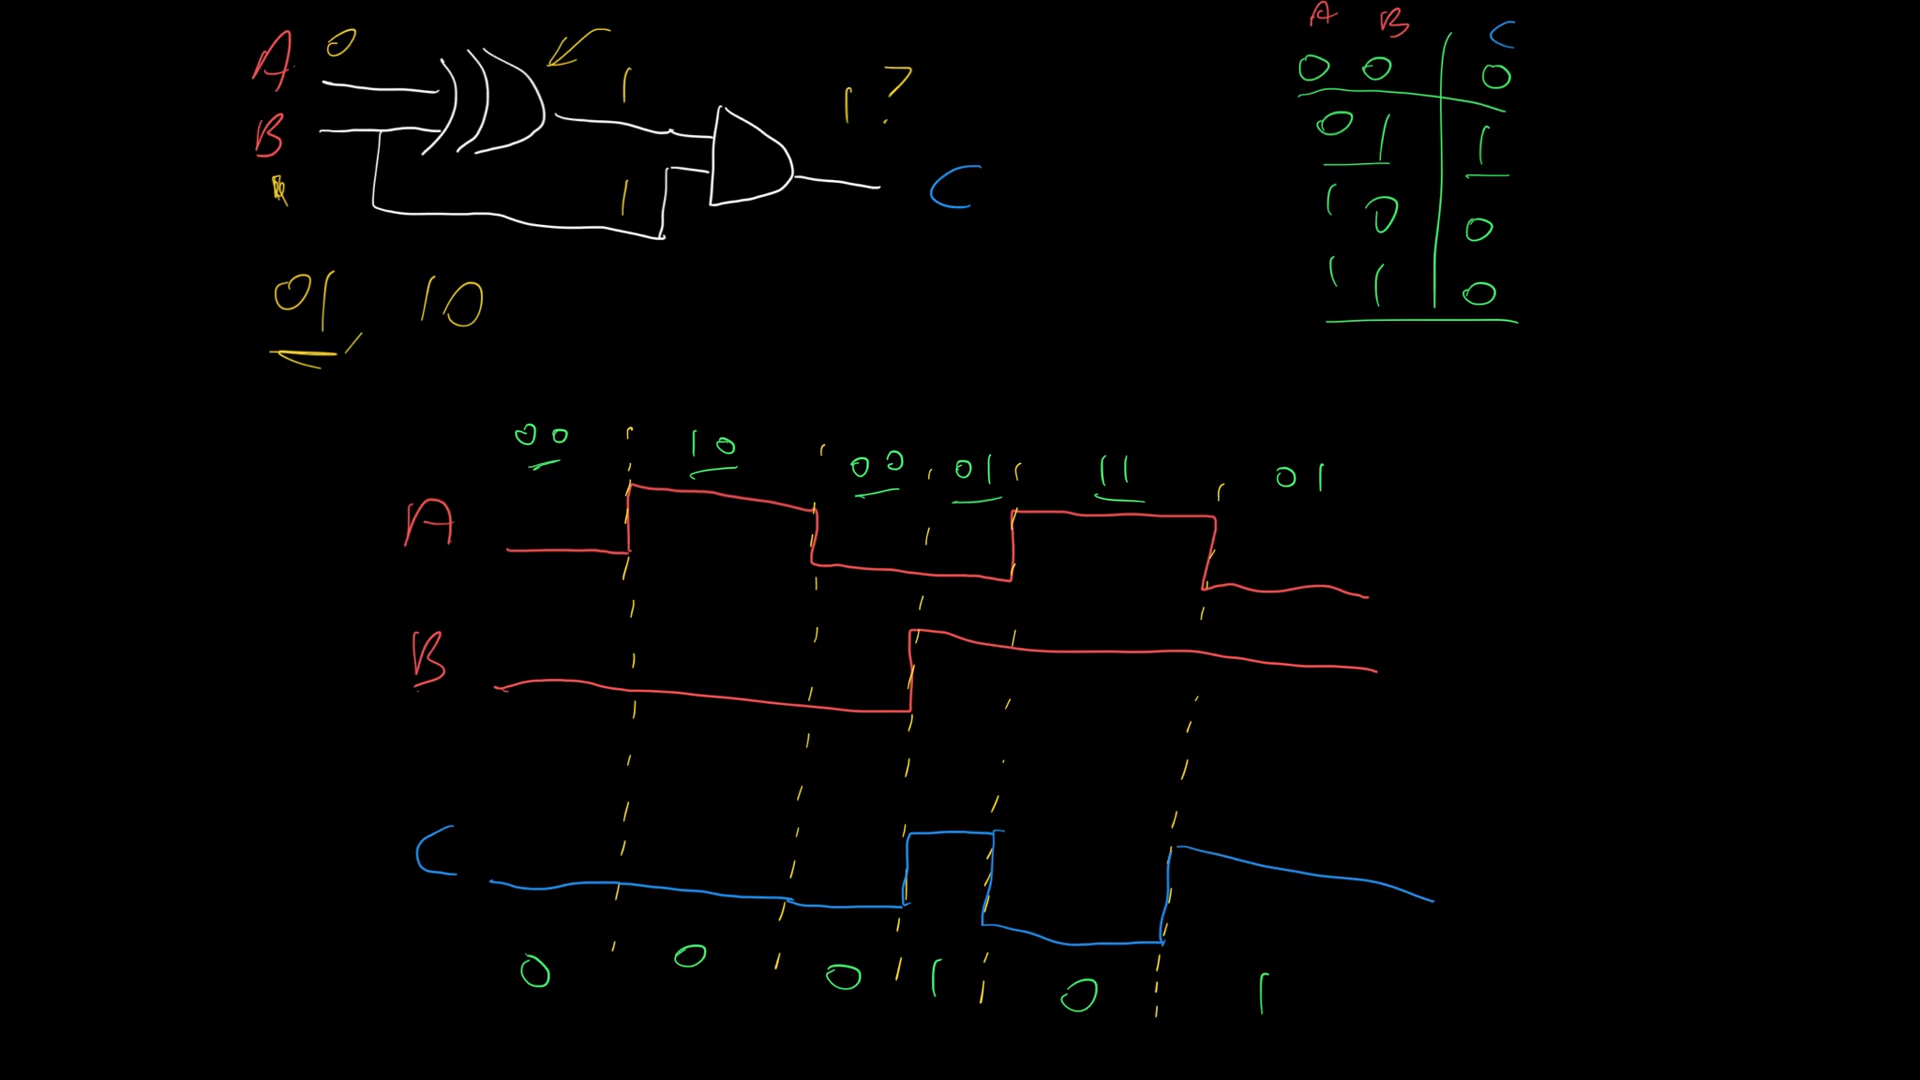 A 0
B
1 1 1 ?
C
01, 10
A B C
0 0 0
0 1 1
1 0 0
1 1 0
00 10 00 01 11 01
A
B
C
0 0 0 1 0 1